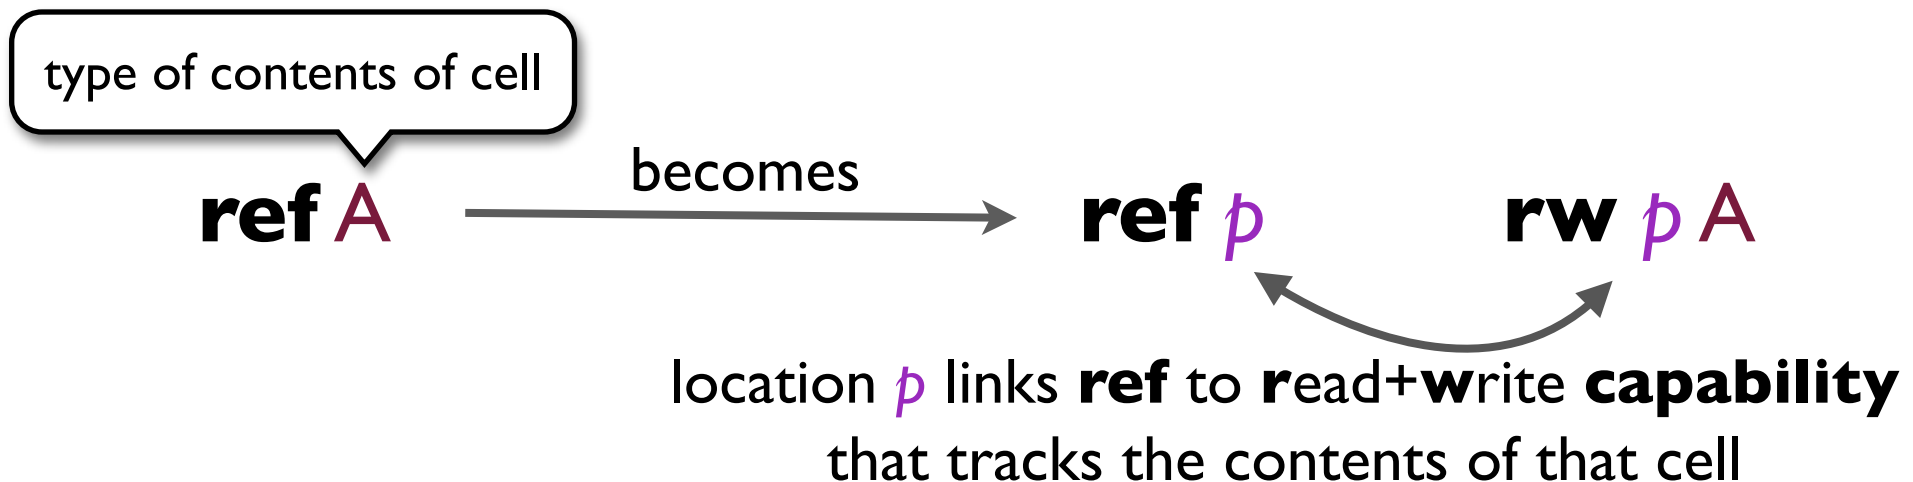 type of contents of cell
becomes
ref A ref p rw p A
location p links ref to read+write capability
that tracks the contents of that cell